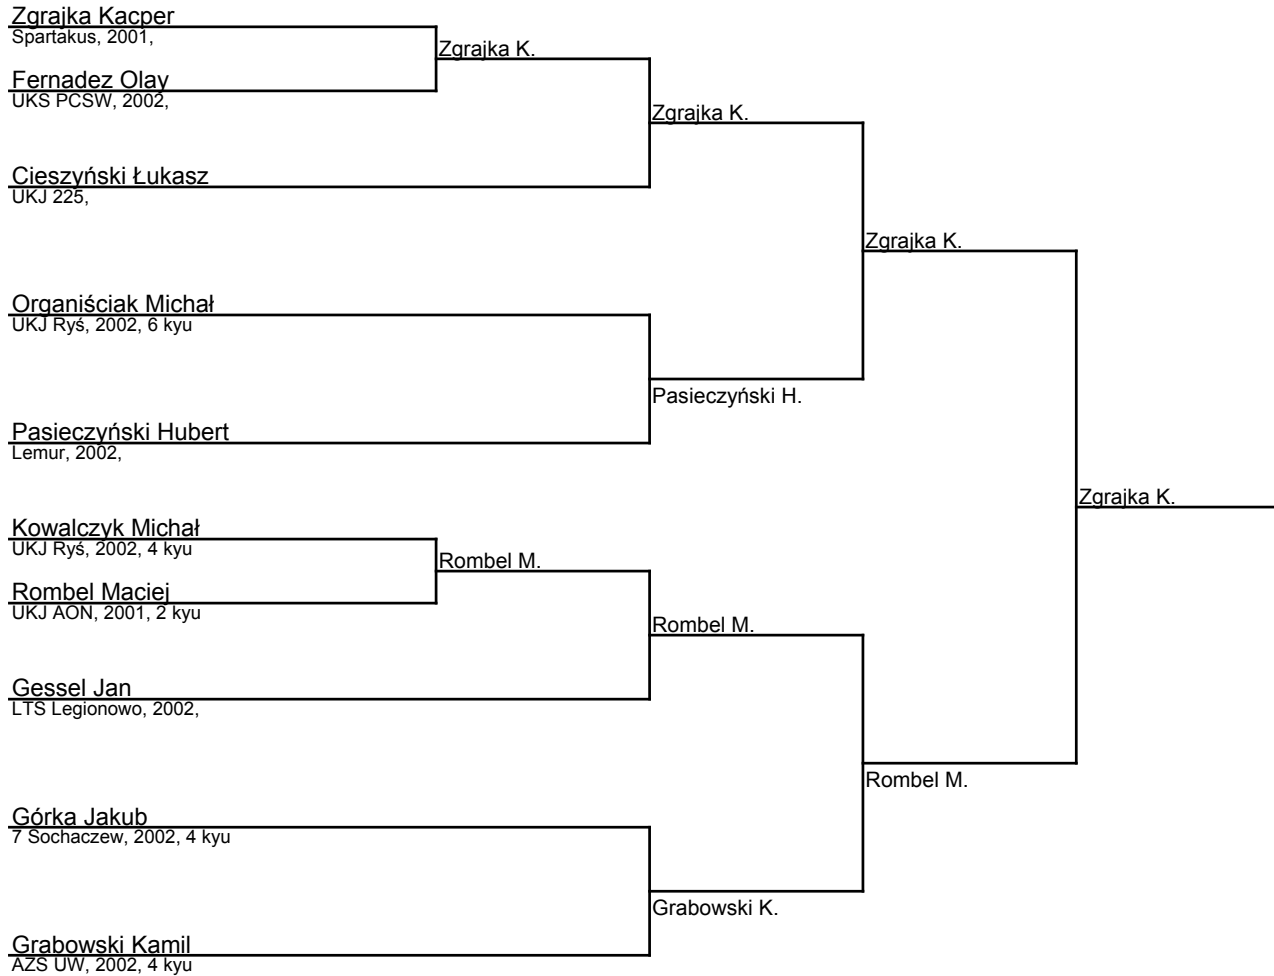 Zgrajka Kacper
Spartakus, 2001,
Zgrajka K.
Fernadez Olay
UKS PCSW, 2002,
Zgrajka K.
Cieszyński Łukasz
UKJ 225,
Zgrajka K.
Organiściak Michał
UKJ Ryś, 2002, 6 kyu
Pasieczyński H.
Pasieczyński Hubert
Lemur, 2002,
Zgrajka K.
Kowalczyk Michał
UKJ Ryś, 2002, 4 kyu
Rombel M.
Rombel Maciej
UKJ AON, 2001, 2 kyu
Rombel M.
Gessel Jan
LTS Legionowo, 2002,
Rombel M.
Górka Jakub
7 Sochaczew, 2002, 4 kyu
Grabowski K.
Grabowski Kamil
AZS UW, 2002, 4 kyu